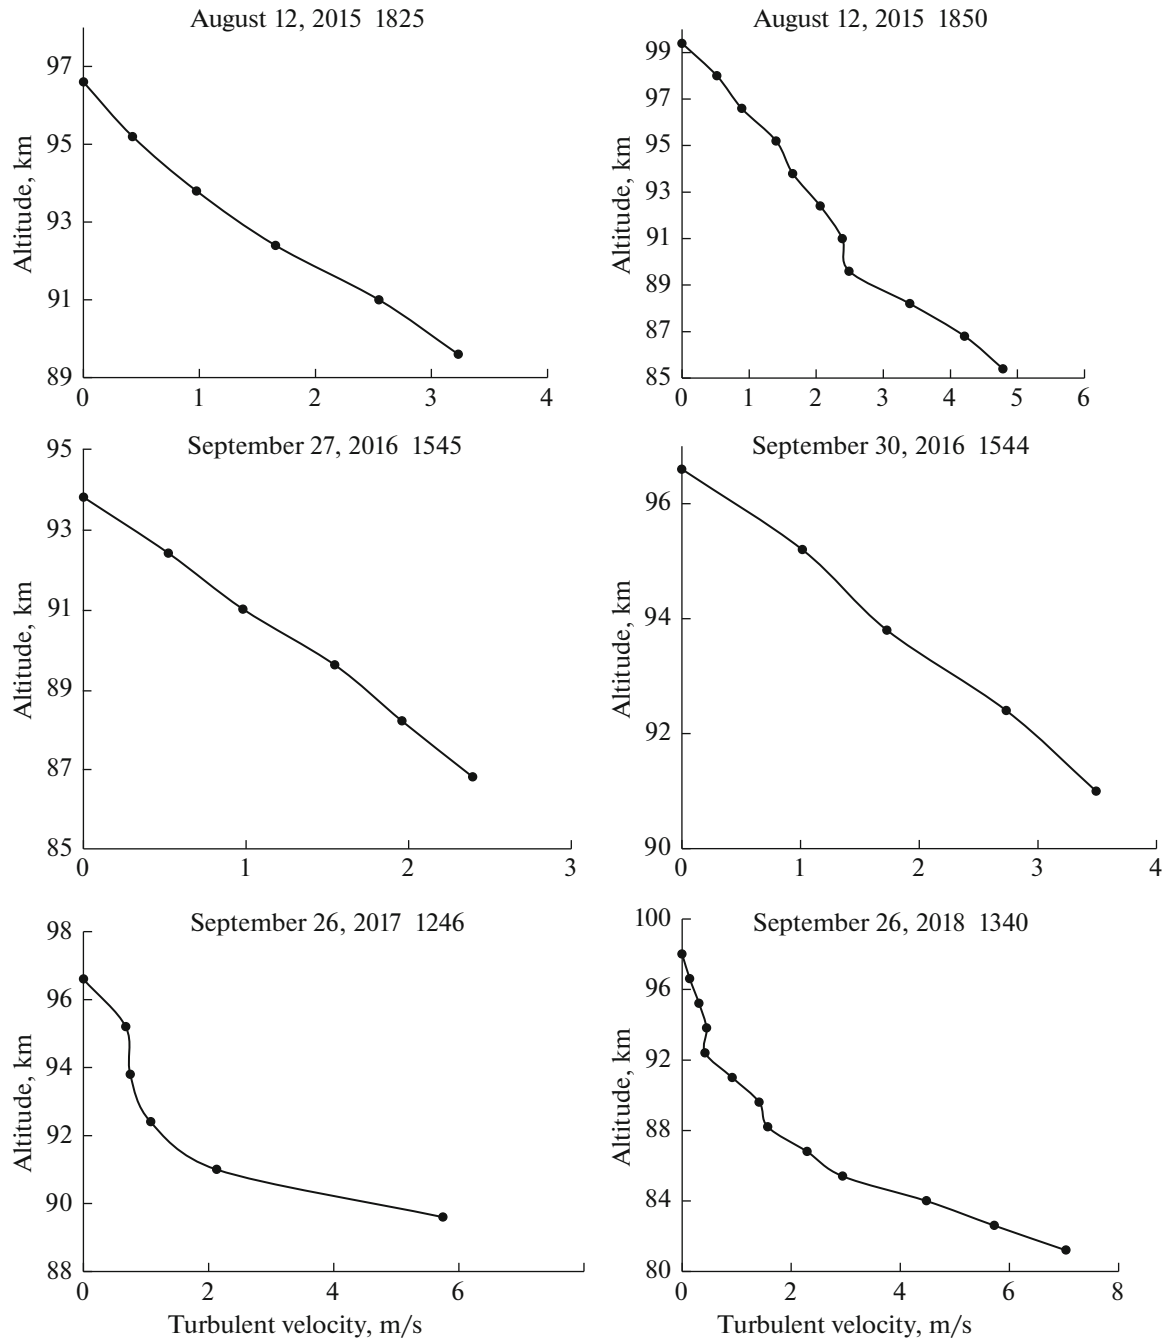 August 12, 2015 1825
Altitude, km
97
95
93
91
89
0 1 2 3 4
August 12, 2015 1850
Altitude, km
99
97
95
93
91
89
87
85
0 1 2 3 4 5 6
September 27, 2016 1545
Altitude, km
95
93
91
89
87
85
0 1 2 3
September 30, 2016 1544
Altitude, km
96
94
92
90
0 1 2 3 4
September 26, 2017 1246
Altitude, km
98
96
94
92
90
88
0 2 4 6
Turbulent velocity, m/s
September 26, 2018 1340
Altitude, km
100
96
92
88
84
80
0 2 4 6 8
Turbulent velocity, m/s